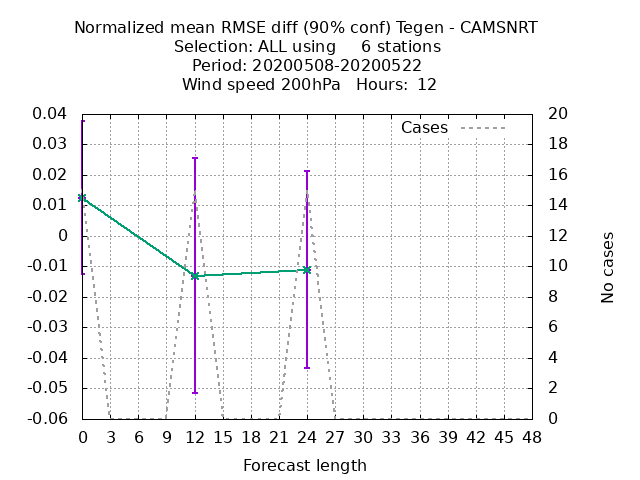 Normalized mean RMSE diff (90% conf) Tegen - CAMSNRT
Selection: ALL using     6 stations
Period: 20200508-20200522
Wind speed 200hPa   Hours:  12
Cases
0.04
0.03
0.02
0.01
0
-0.01
-0.02
-0.03
-0.04
-0.05
-0.06
20
18
16
14
12
10
8
6
4
2
0
No cases
0 3 6 9 12 15 18 21 24 27 30 33 36 39 42 45 48
Forecast length